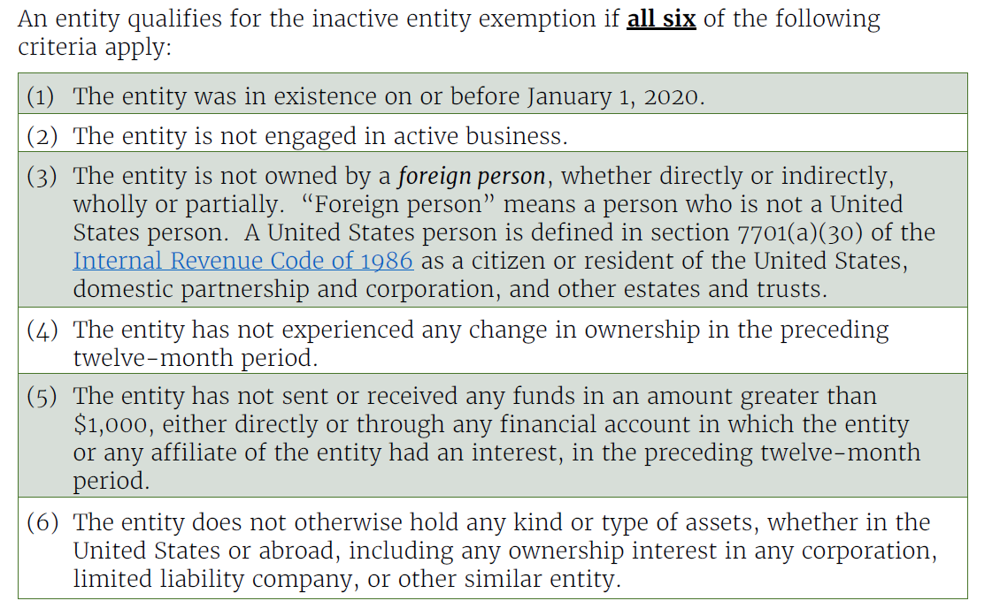 An entity qualifies for the inactive entity exemption if all six of the following
criteria apply:
(1) The entity was in existence on or before January 1, 2020.
(2) The entity is not engaged in active business.
(3) The entity is not owned by a foreign person, whether directly or indirectly,
wholly or partially. “Foreign person” means a person who is not a United
States person. A United States person is defined in section 7701(a)(30) of the
Internal Revenue Code of 1986 as a citizen or resident of the United States,
domestic partnership and corporation, and other estates and trusts.
(4) The entity has not experienced any change in ownership in the preceding
twelve-month period.
(5) The entity has not sent or received any funds in an amount greater than
$1,000, either directly or through any financial account in which the entity
or any affiliate of the entity had an interest, in the preceding twelve-month
period.
(6) The entity does not otherwise hold any kind or type of assets, whether in the
United States or abroad, including any ownership interest in any corporation,
limited liability company, or other similar entity.